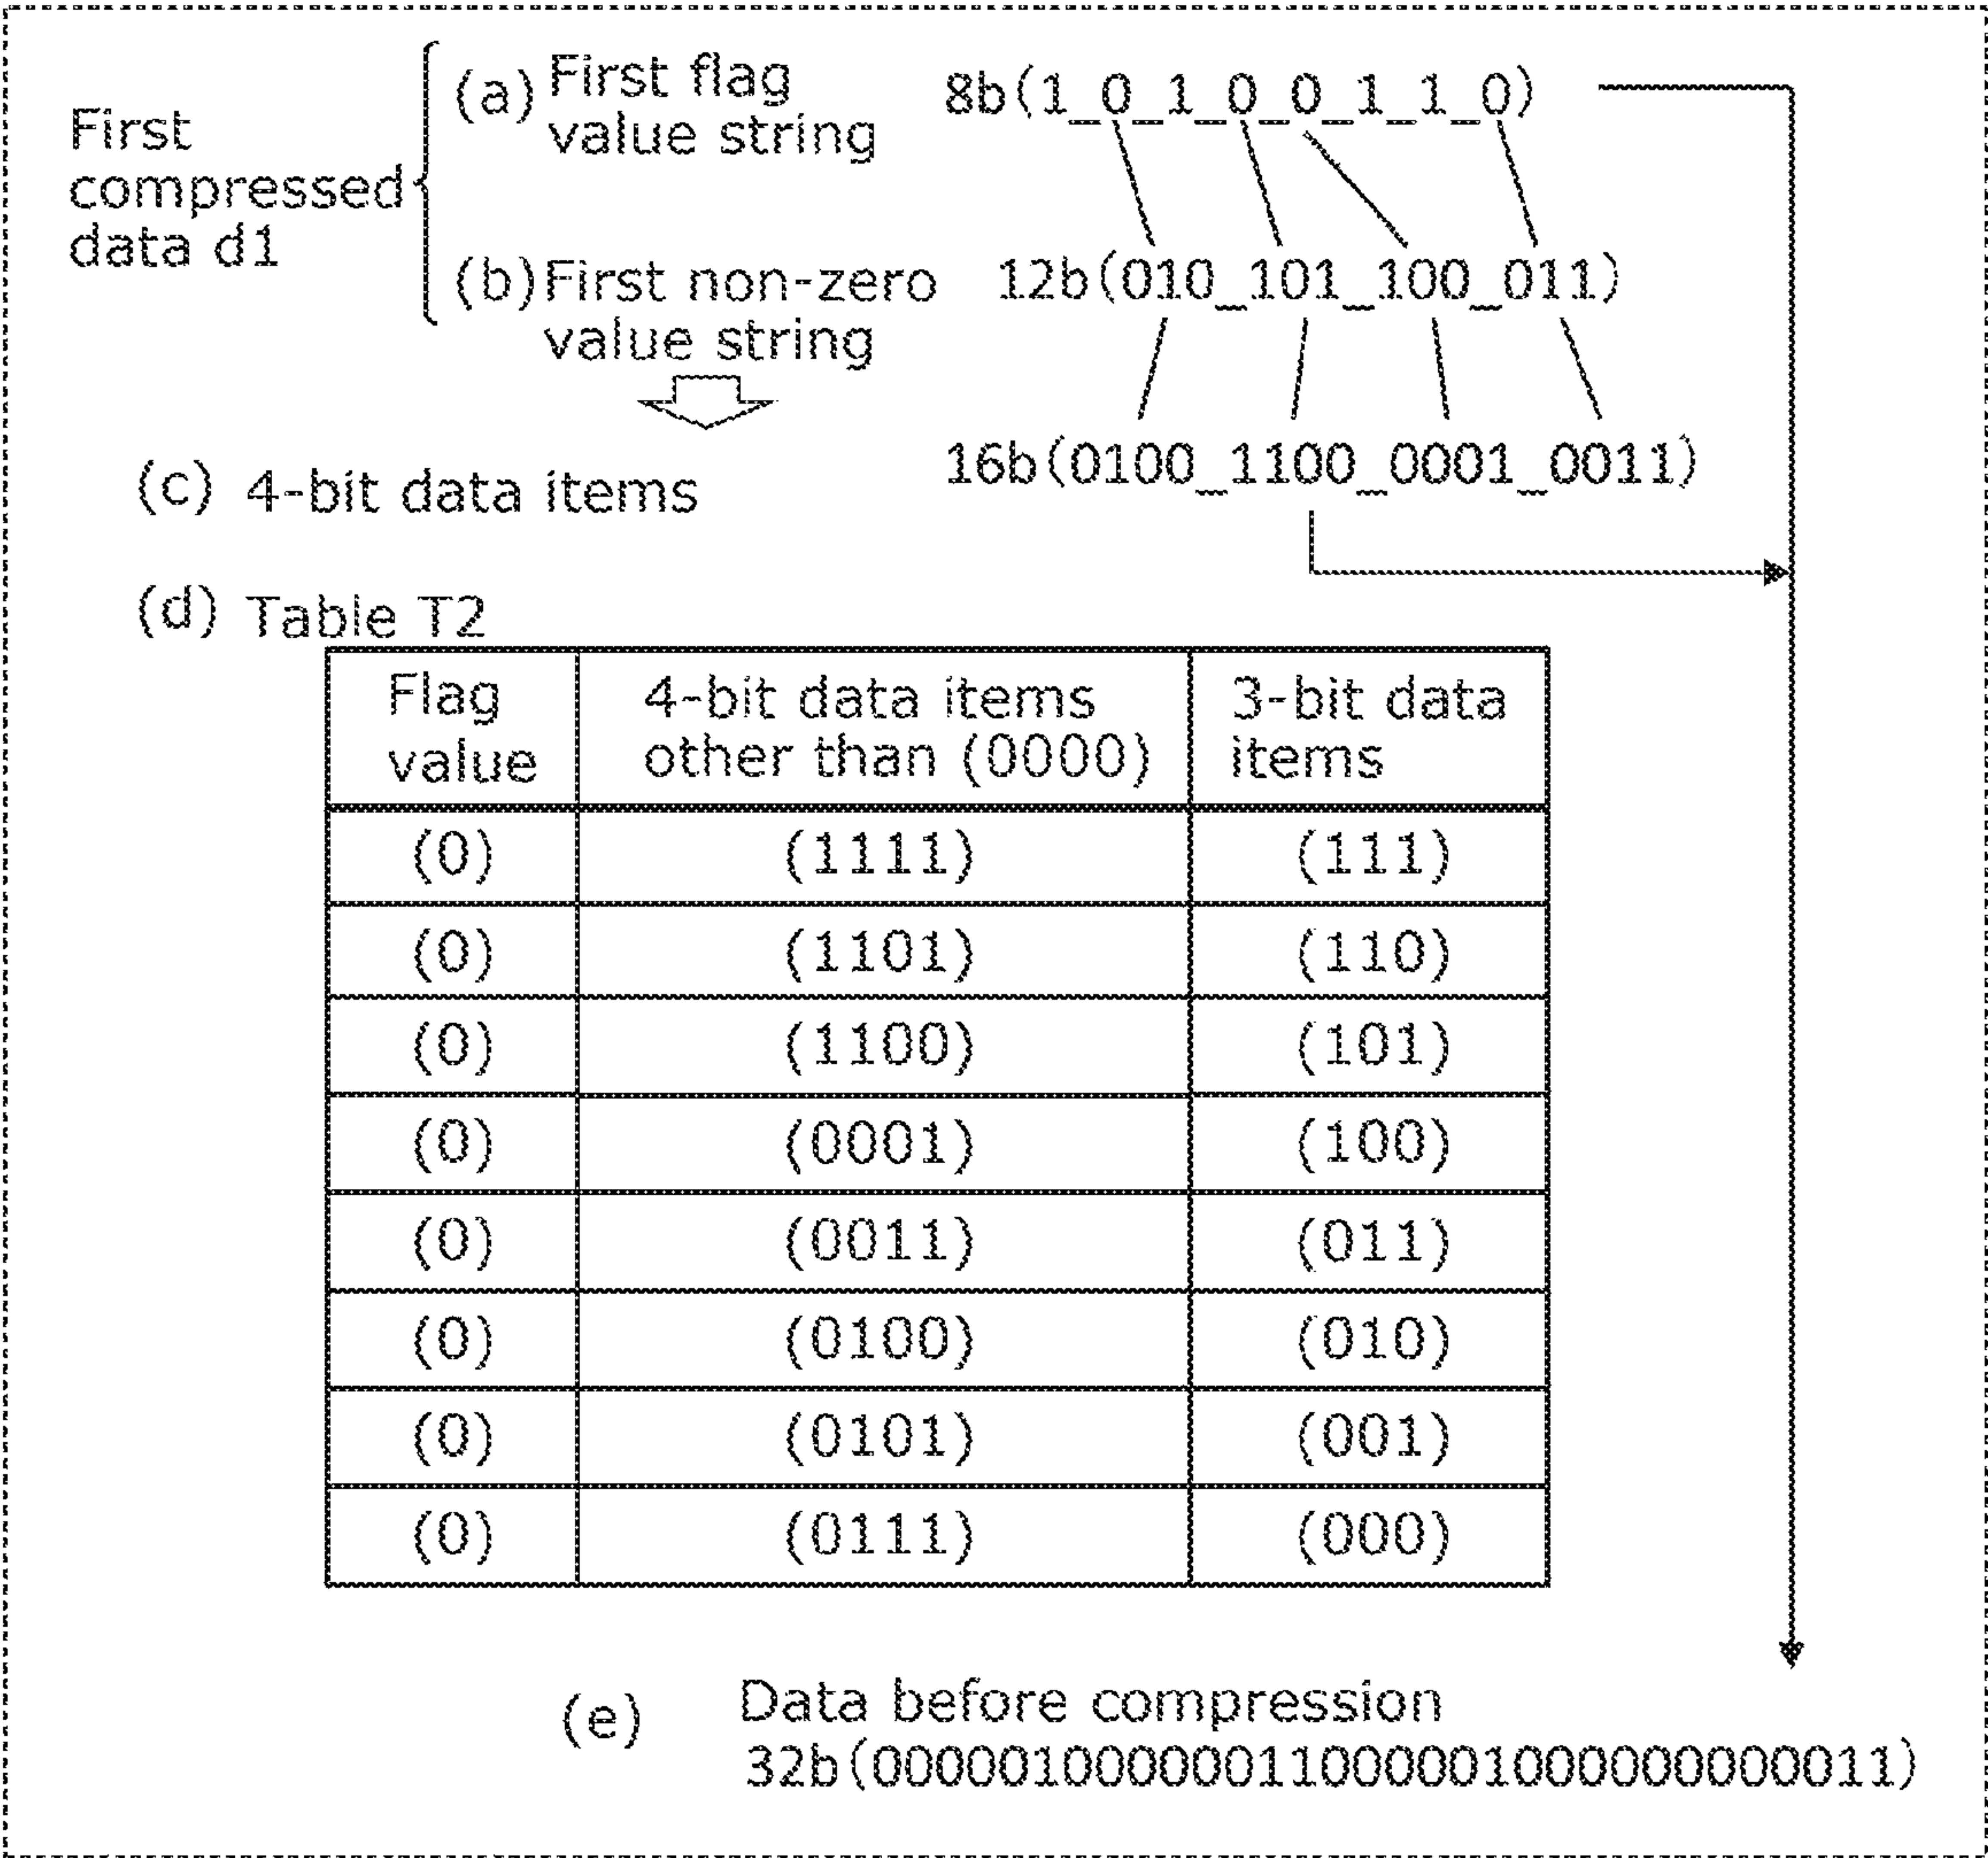 First
compressed
data d1
(a) First flag
value string
8b(1_0_1_0_0_1_1_0)
(b) First non-zero
value string
12b(010_101_100_011)
(c) 4-bit data items
16b(0100_1100_0001_0011)
(d) Table T2
Flag
value
4-bit data items
other than (0000)
3-bit data
items
(0) (1111) (111)
(0) (1101) (110)
(0) (1100) (101)
(0) (0001) (100)
(0) (0011) (011)
(0) (0100) (010)
(0) (0101) (001)
(0) (0111) (000)
(e) Data before compression
32b(00000100000011000001000000000011)